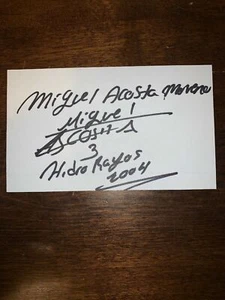 Miguel Acosta Moreno
Miguel
ACOSTA
3
Hidro Rayos
2004